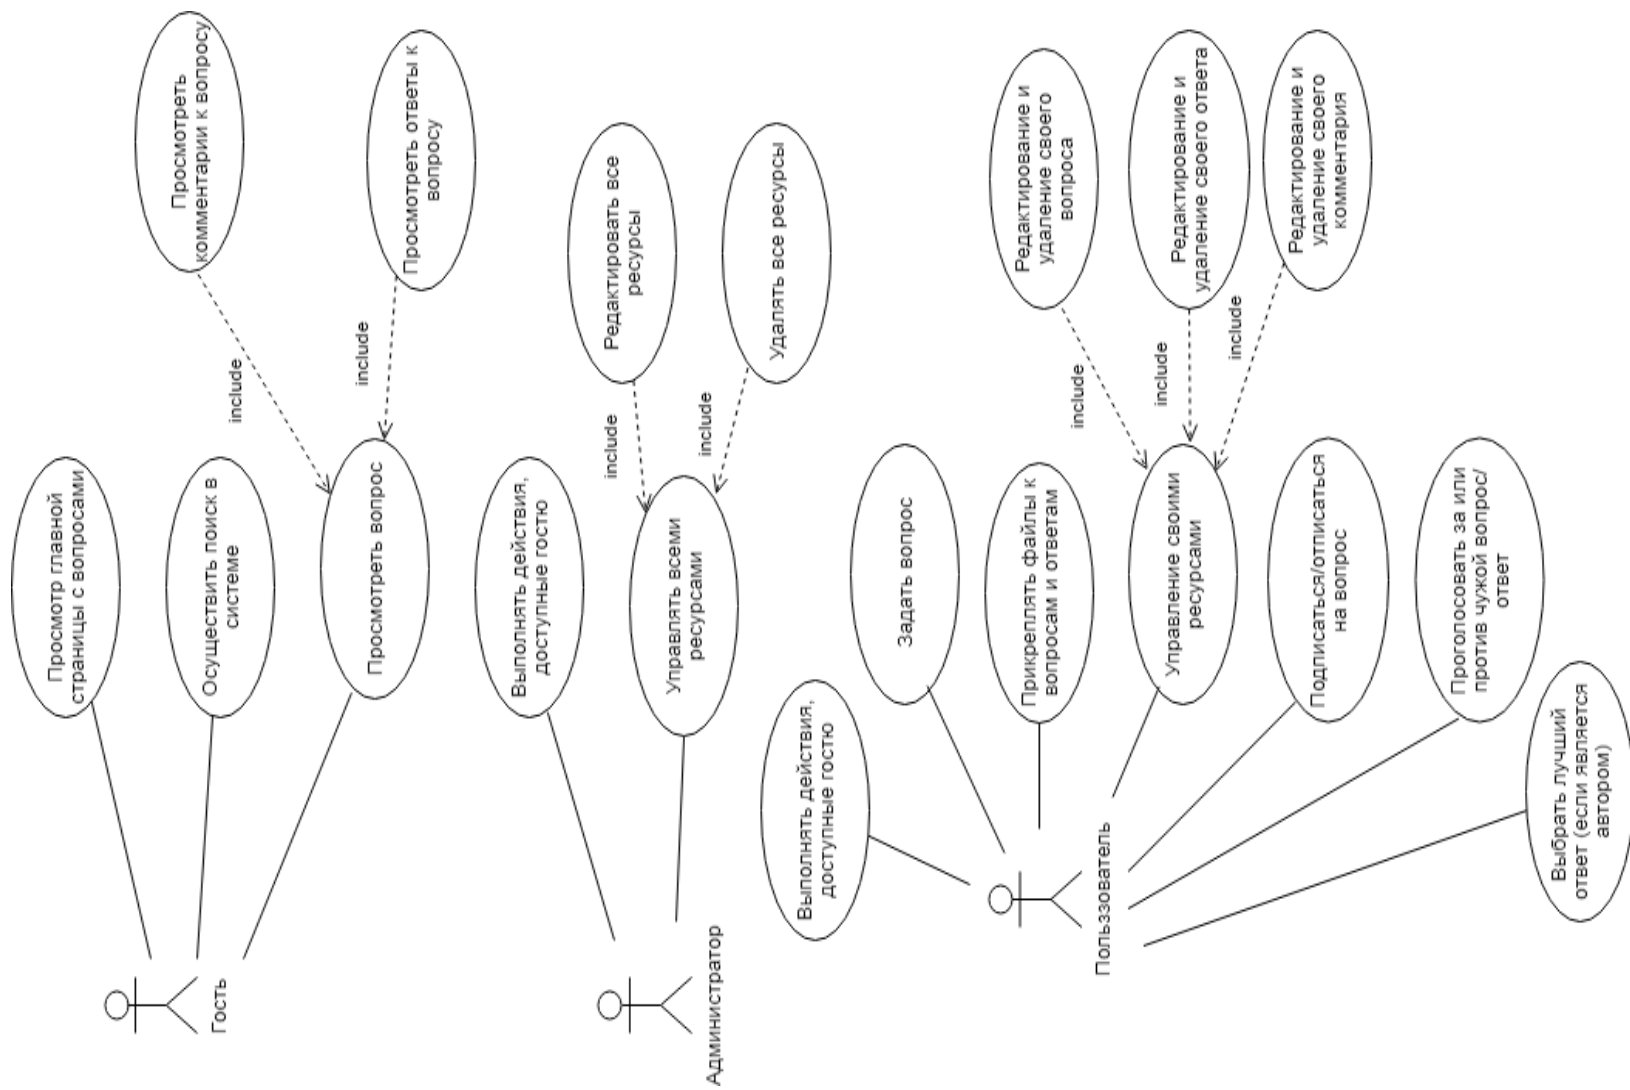 Просмотреть
комментарии к вопросу
Просмотреть ответы к
вопросу
include
include
Просмотр главной
страницы с вопросами
Осуществить поиск в
системе
Просмотреть вопрос
Гость
Редактировать все
ресурсы
Удалять все ресурсы
include
include
Выполнять действия,
доступные гостю
Управлять всеми
ресурсами
Администратор
Редактирование и
удаление своего
вопроса
Редактирование и
удаление своего ответа
Редактирование и
удаление своего
комментария
include
include
include
Выполнять действия,
доступные гостю
Задать вопрос
Прикреплять файлы к
вопросам и ответам
Управление своими
ресурсами
Подписаться/отписаться
на вопрос
Проголосовать за или
против чужой вопрос/
ответ
Выбрать лучший
ответ (если является
автором)
Польззователь